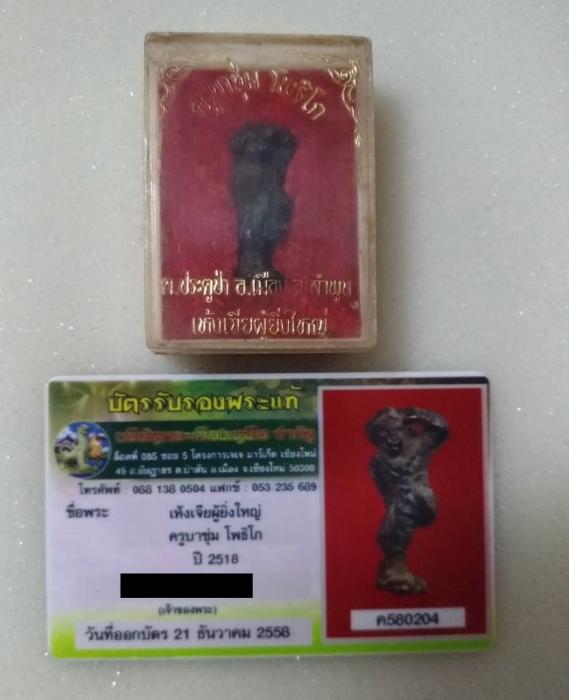 ครูบาชุ่ม โพธิโก
ต.ประตูป่า อ.เมือง จ.ลำพูน
เห้งเจียผู้ยิ่งใหญ่
บัตรรับรองพระแท้
ล็อคที่ 085 ซอย 5 โครงการเจเจ มาร์เก็ต เชียงใหม่
45 ถ.อัษฎาธร ต.ป่าตัน อ.เมือง จ.เชียงใหม่ 50300
โทรศัพท์ : 088 138 0504 แฟกซ์ : 053 235 689
ชื่อพระ เห้งเจียผู้ยิ่งใหญ่
ครูบาชุ่ม โพธิโก
ปี 2518
(เจ้าของพระ)
วันที่ออกบัตร 21 ธันวาคม 2558
ค580204